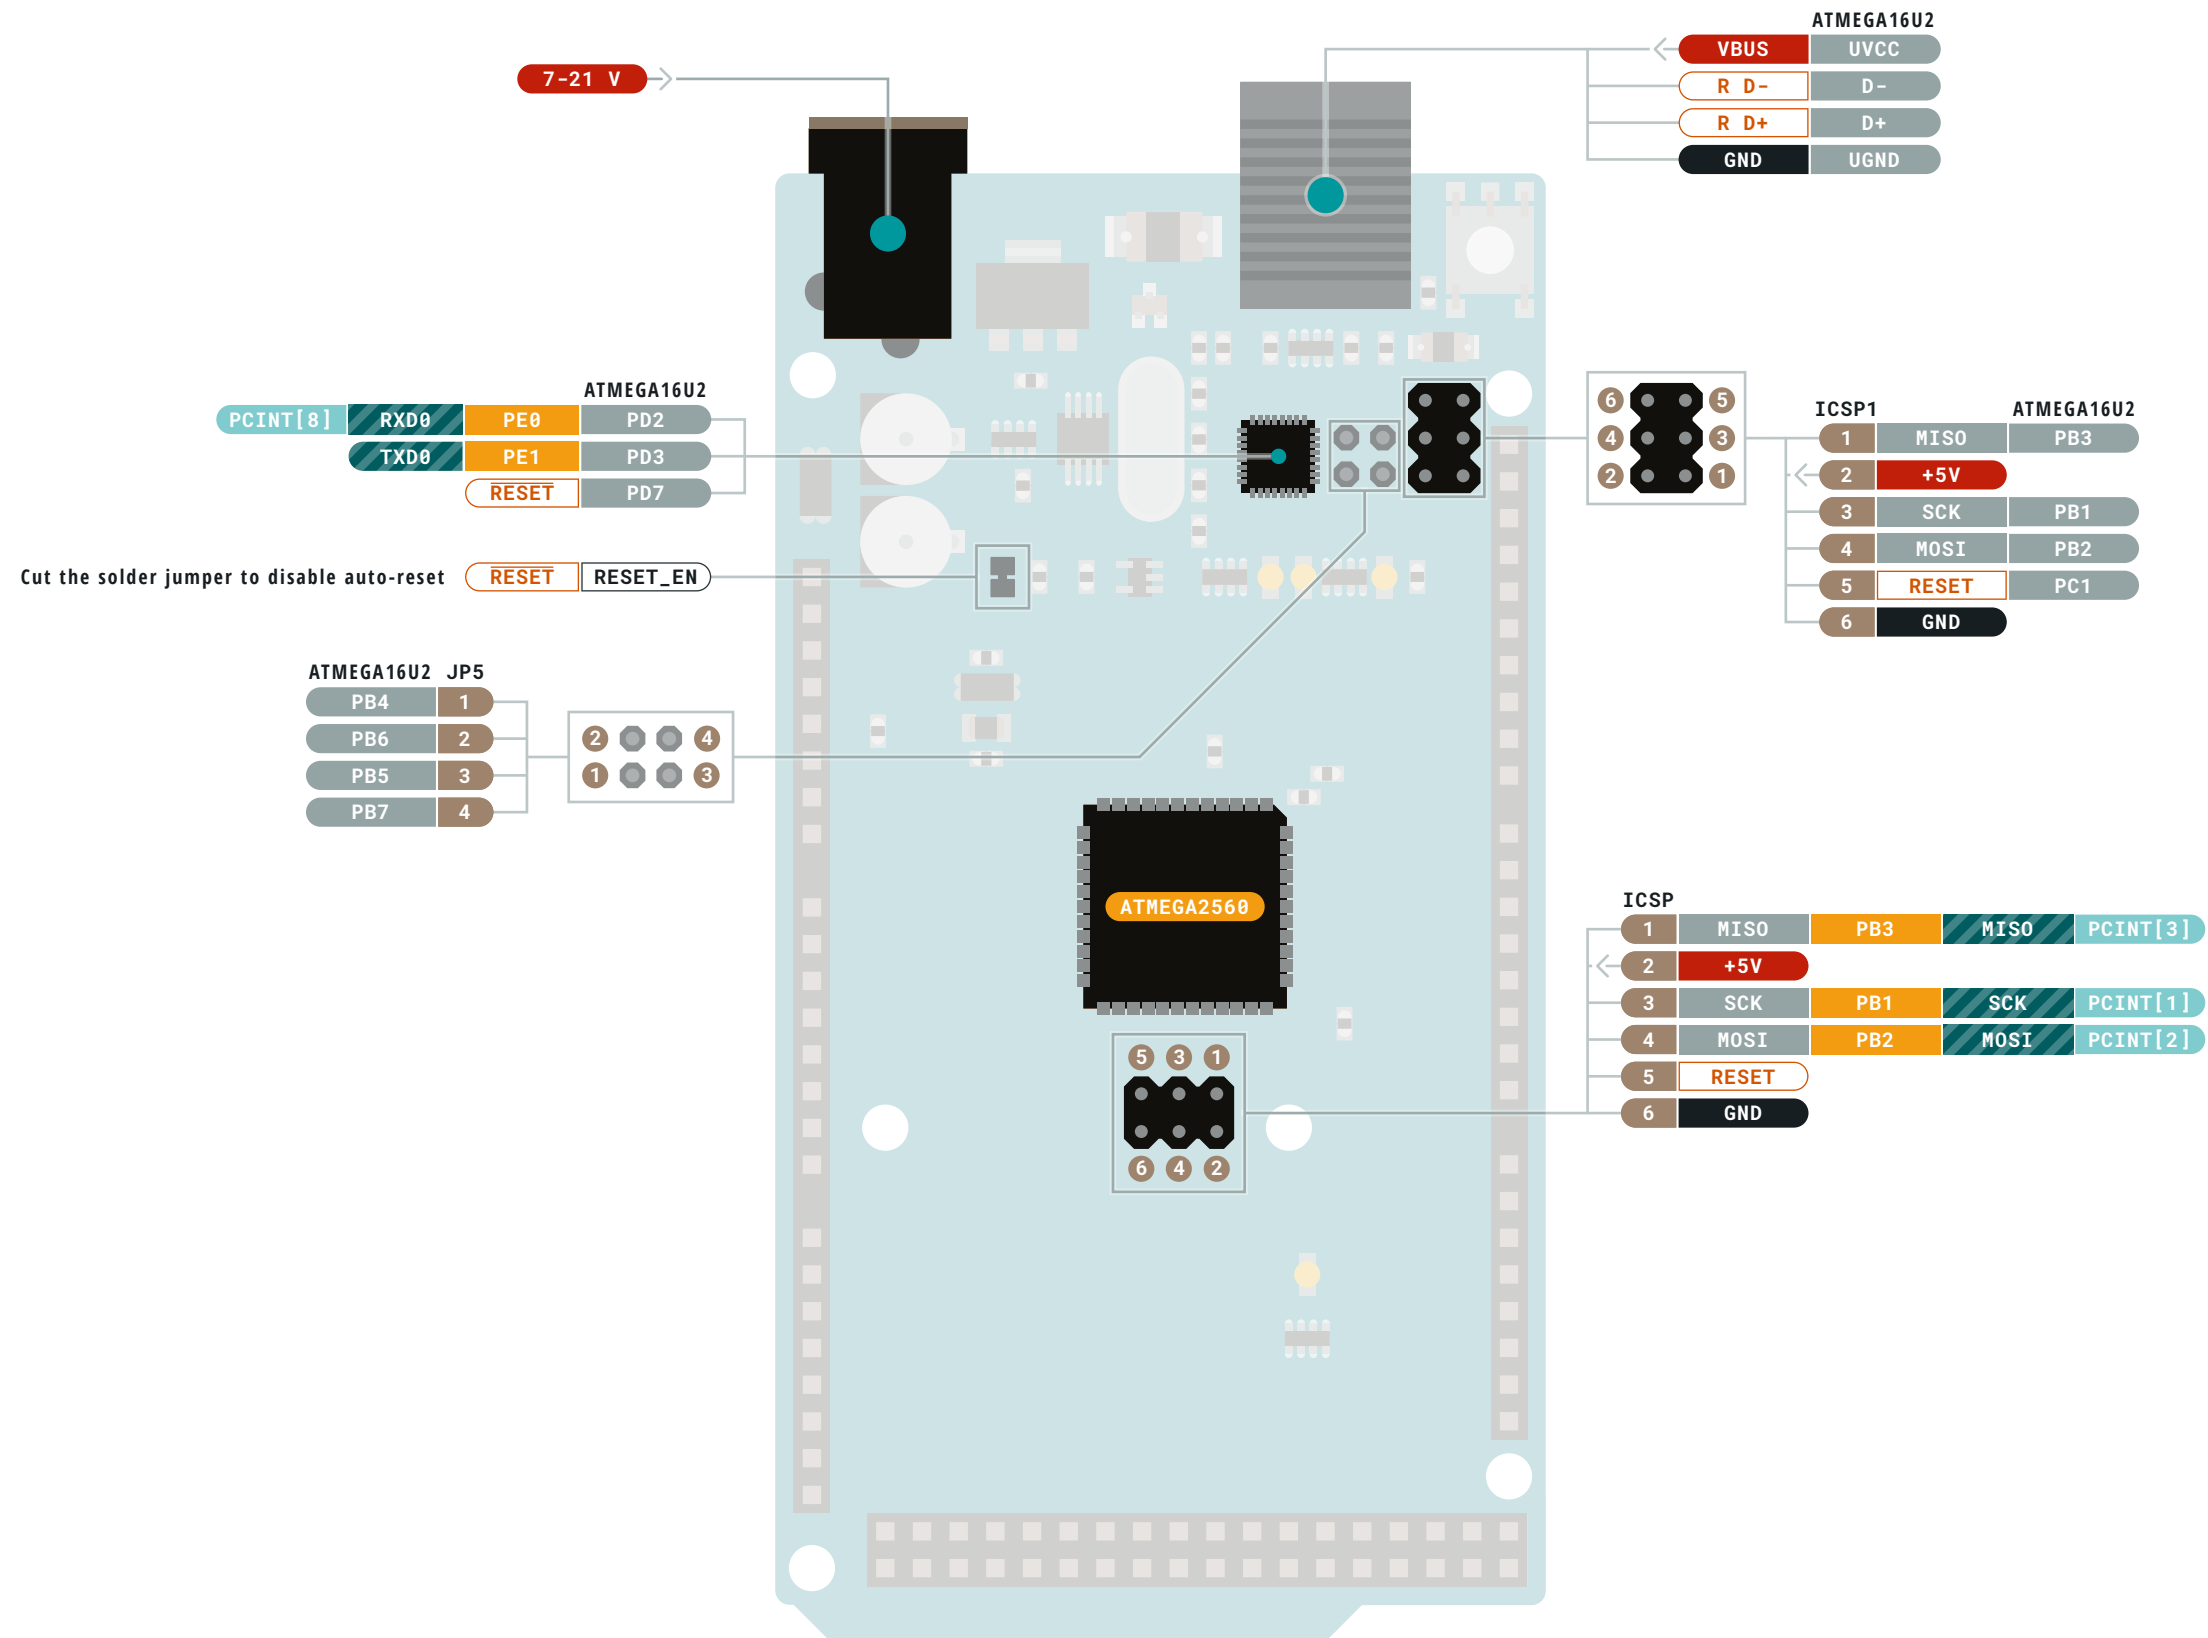 ATMEGA16U2
VBUS UVCC
R D- D-
R D+ D+
GND UGND
7-21 V
ATMEGA16U2
PCINT[8] RXD0 PE0 PD2
TXD0 PE1 PD3
RESET PD7
Cut the solder jumper to disable auto-reset RESET RESET_EN
ATMEGA16U2 JP5
PB4 1
PB6 2
PB5 3
PB7 4
2 4
1 3
6 5
4 3
2 1
ICSP1 ATMEGA16U2
1 MISO PB3
2 +5V
3 SCK PB1
4 MOSI PB2
5 RESET PC1
6 GND
ATMEGA2560
5 3 1
6 4 2
ICSP
1 MISO PB3 MISO PCINT[3]
2 +5V
3 SCK PB1 SCK PCINT[1]
4 MOSI PB2 MOSI PCINT[2]
5 RESET
6 GND